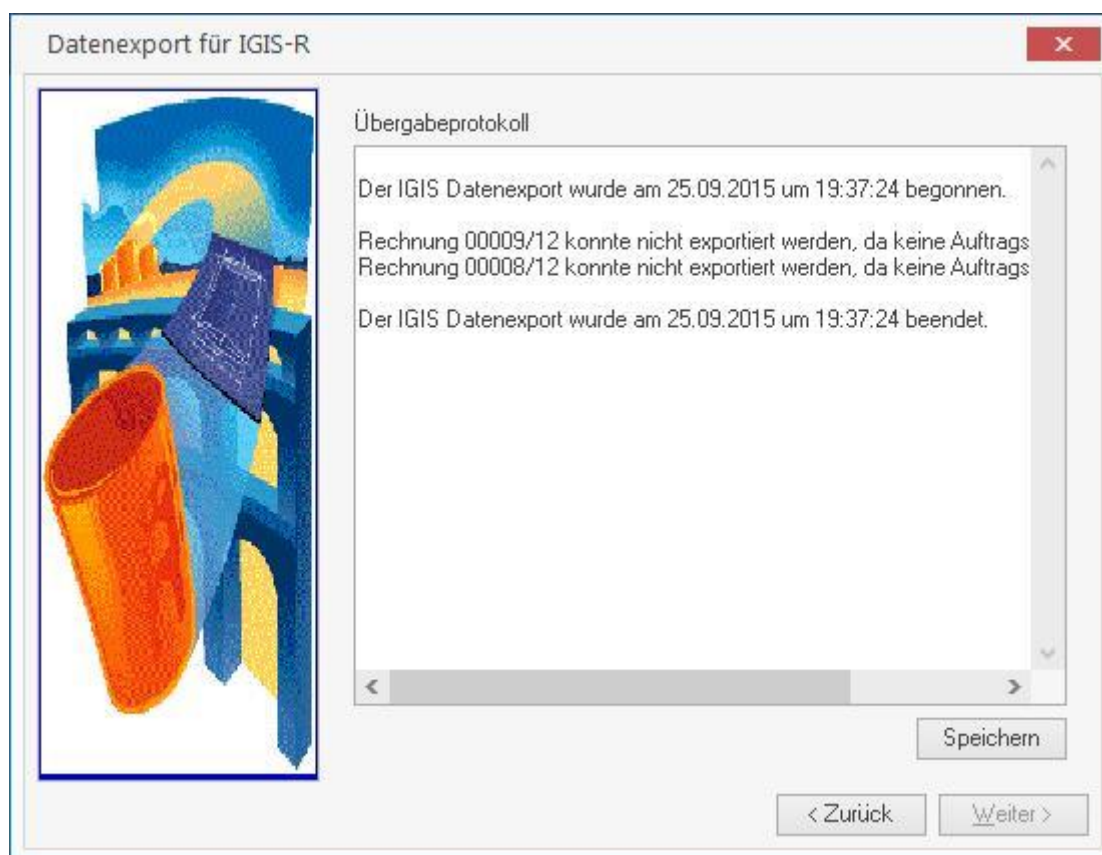 Datenexport für IGIS-R
Übergabeprotokoll
Der IGIS Datenexport wurde am 25.09.2015 um 19:37:24 begonnen.
Rechnung 00009/12 konnte nicht exportiert werden, da keine Auftrags
Rechnung 00008/12 konnte nicht exportiert werden, da keine Auftrags
Der IGIS Datenexport wurde am 25.09.2015 um 19:37:24 beendet.
Speichern
< Zurück
Weiter >